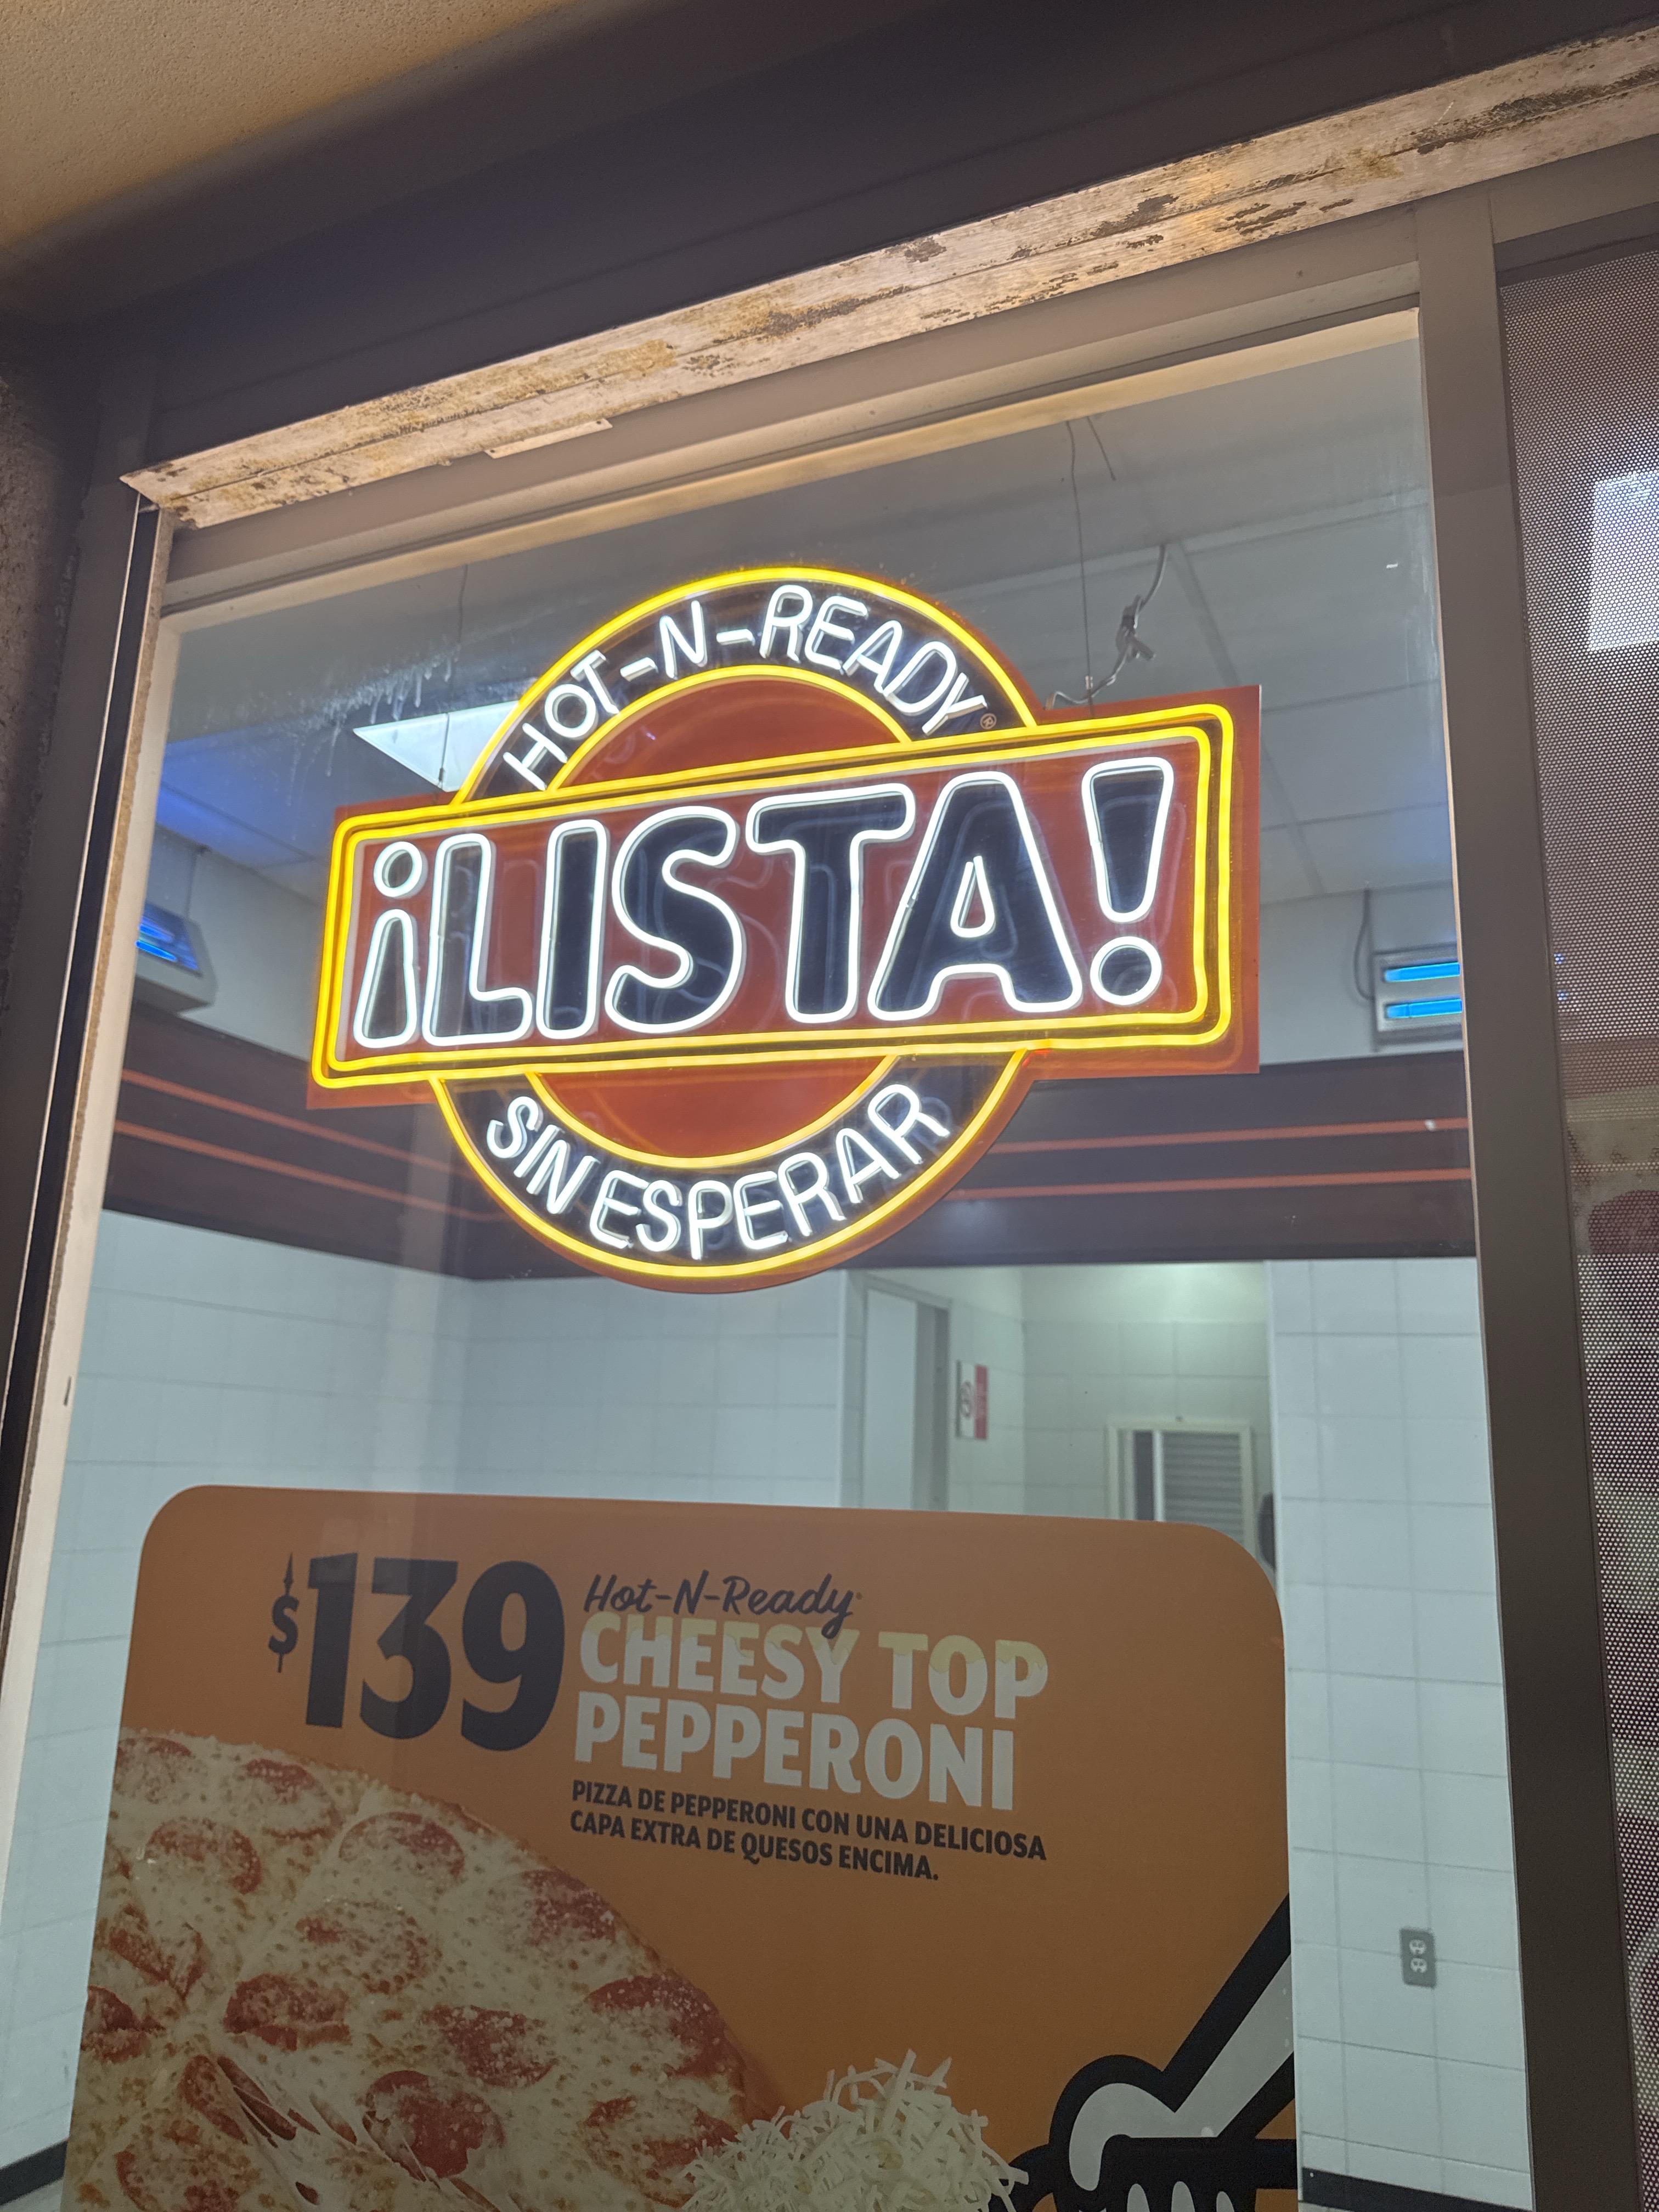 HOT-N-READY®
¡LISTA!
SIN ESPERAR
$139
Hot-N-Ready®
CHEESY TOP
PEPPERONI
PIZZA DE PEPPERONI CON UNA DELICIOSA
CAPA EXTRA DE QUESOS ENCIMA.